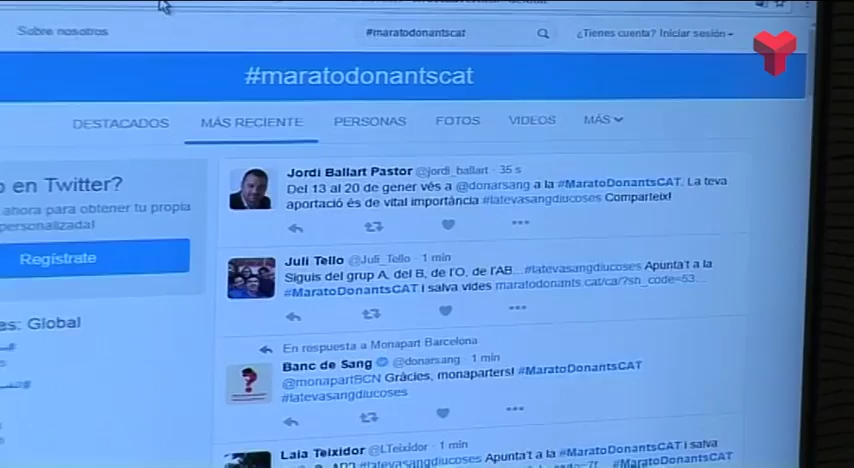 Sobre nosotros
#maratodonantscat
¿Tienes cuenta? Iniciar sesión
#maratodonantscat
DESTACADOS
MÁS RECIENTE
PERSONAS
FOTOS
VIDEOS
MÁS
en Twitter?
ahora para obtener tu propia
personalizada!
Regístrate
Global
Jordi Ballart Pastor @jordi_ballart · 35 s
Del 13 al 20 de gener vés a @donarsang a la #MaratoDonantsCAT. La teva
aportació és de vital importància #latevasangdiucoses Comparteix!
Juli Tello @Juli_Tello · 1 min
Siguis del grup A, del B, de l'O, de l'AB...#latevasangdiucoses Apunta't a la
#MaratoDonantsCAT i salva vides maratodonants.cat/ca/?sh_code=53...
En respuesta a Monapart Barcelona
Banc de Sang @donarsang · 1 min
@monapartBCN Gràcies, monaparters! #MaratoDonantsCAT
#latevasangdiucoses
Laia Teixidor @LTeixidor · 1 min
#latevasangdiucoses Apunta't a la #MaratoDonantsCAT i salva
#MaratoDonantsCAT